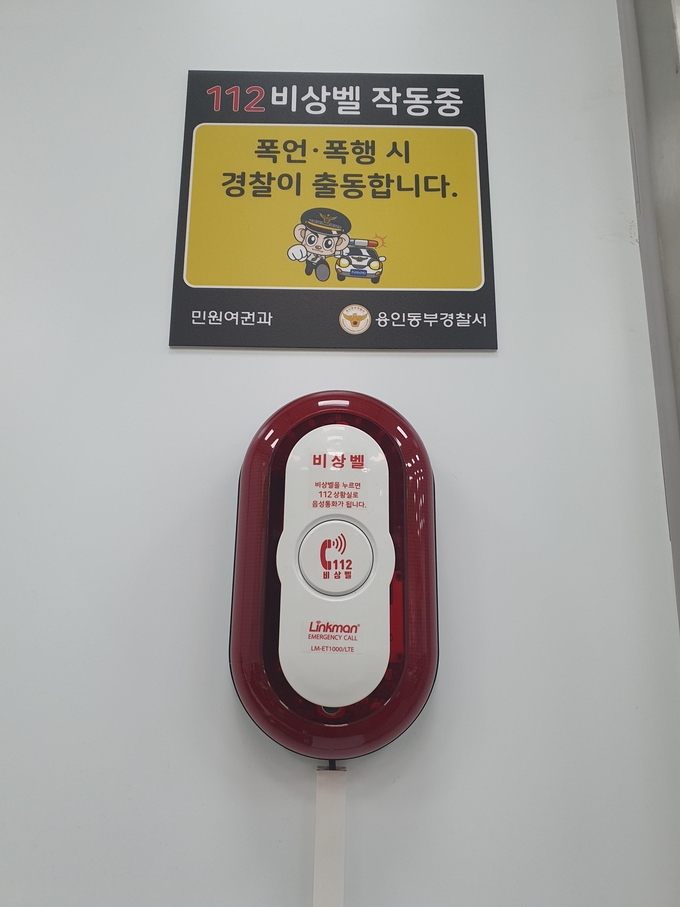 112비상벨 작동중
폭언·폭행 시
경찰이 출동합니다.
민원여권과
용인동부경찰서
비상벨
비상벨을 누르면
112상황실로
음성통화가 됩니다.
112
비상벨
Linkman
EMERGENCY CALL
LM-ET1000/LTE